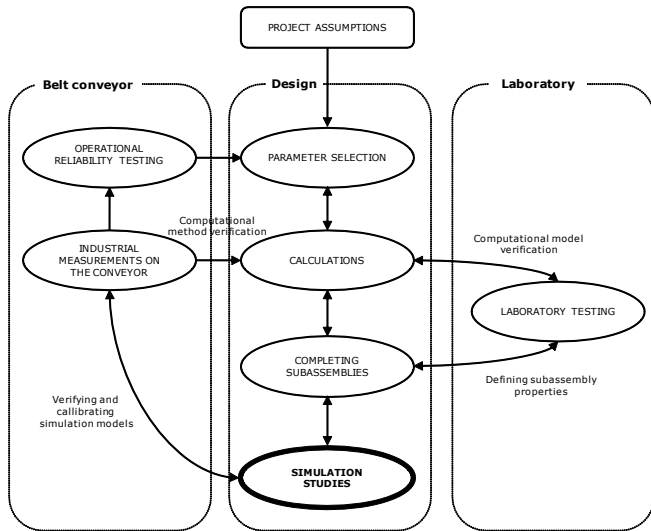 PROJECT ASSUMPTIONS
Belt conveyor
Design
Laboratory
OPERATIONAL
RELIABILITY TESTING
PARAMETER SELECTION
Computational
method verification
INDUSTRIAL
MEASUREMENTS ON
THE CONVEYOR
CALCULATIONS
Computational model
verification
LABORATORY TESTING
COMPLETING
SUBASSEMBLIES
Defining subassembly
properties
Verifying and
callibrating
simulation models
SIMULATION
STUDIES